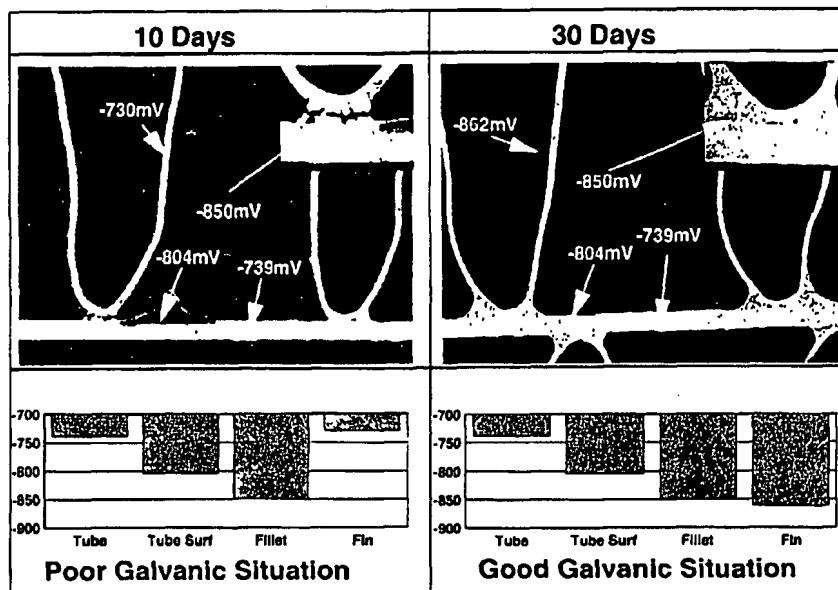 10 Days
30 Days
-730mV
-850mV
-804mV
-739mV
-862mV
-850mV
-804mV
-739mV
-700
-750
-800
-850
-900
Tube
Tube Surf
Fillet
Fin
Poor Galvanic Situation
-700
-750
-800
-850
-900
Tube
Tube Surf
Fillet
Fin
Good Galvanic Situation